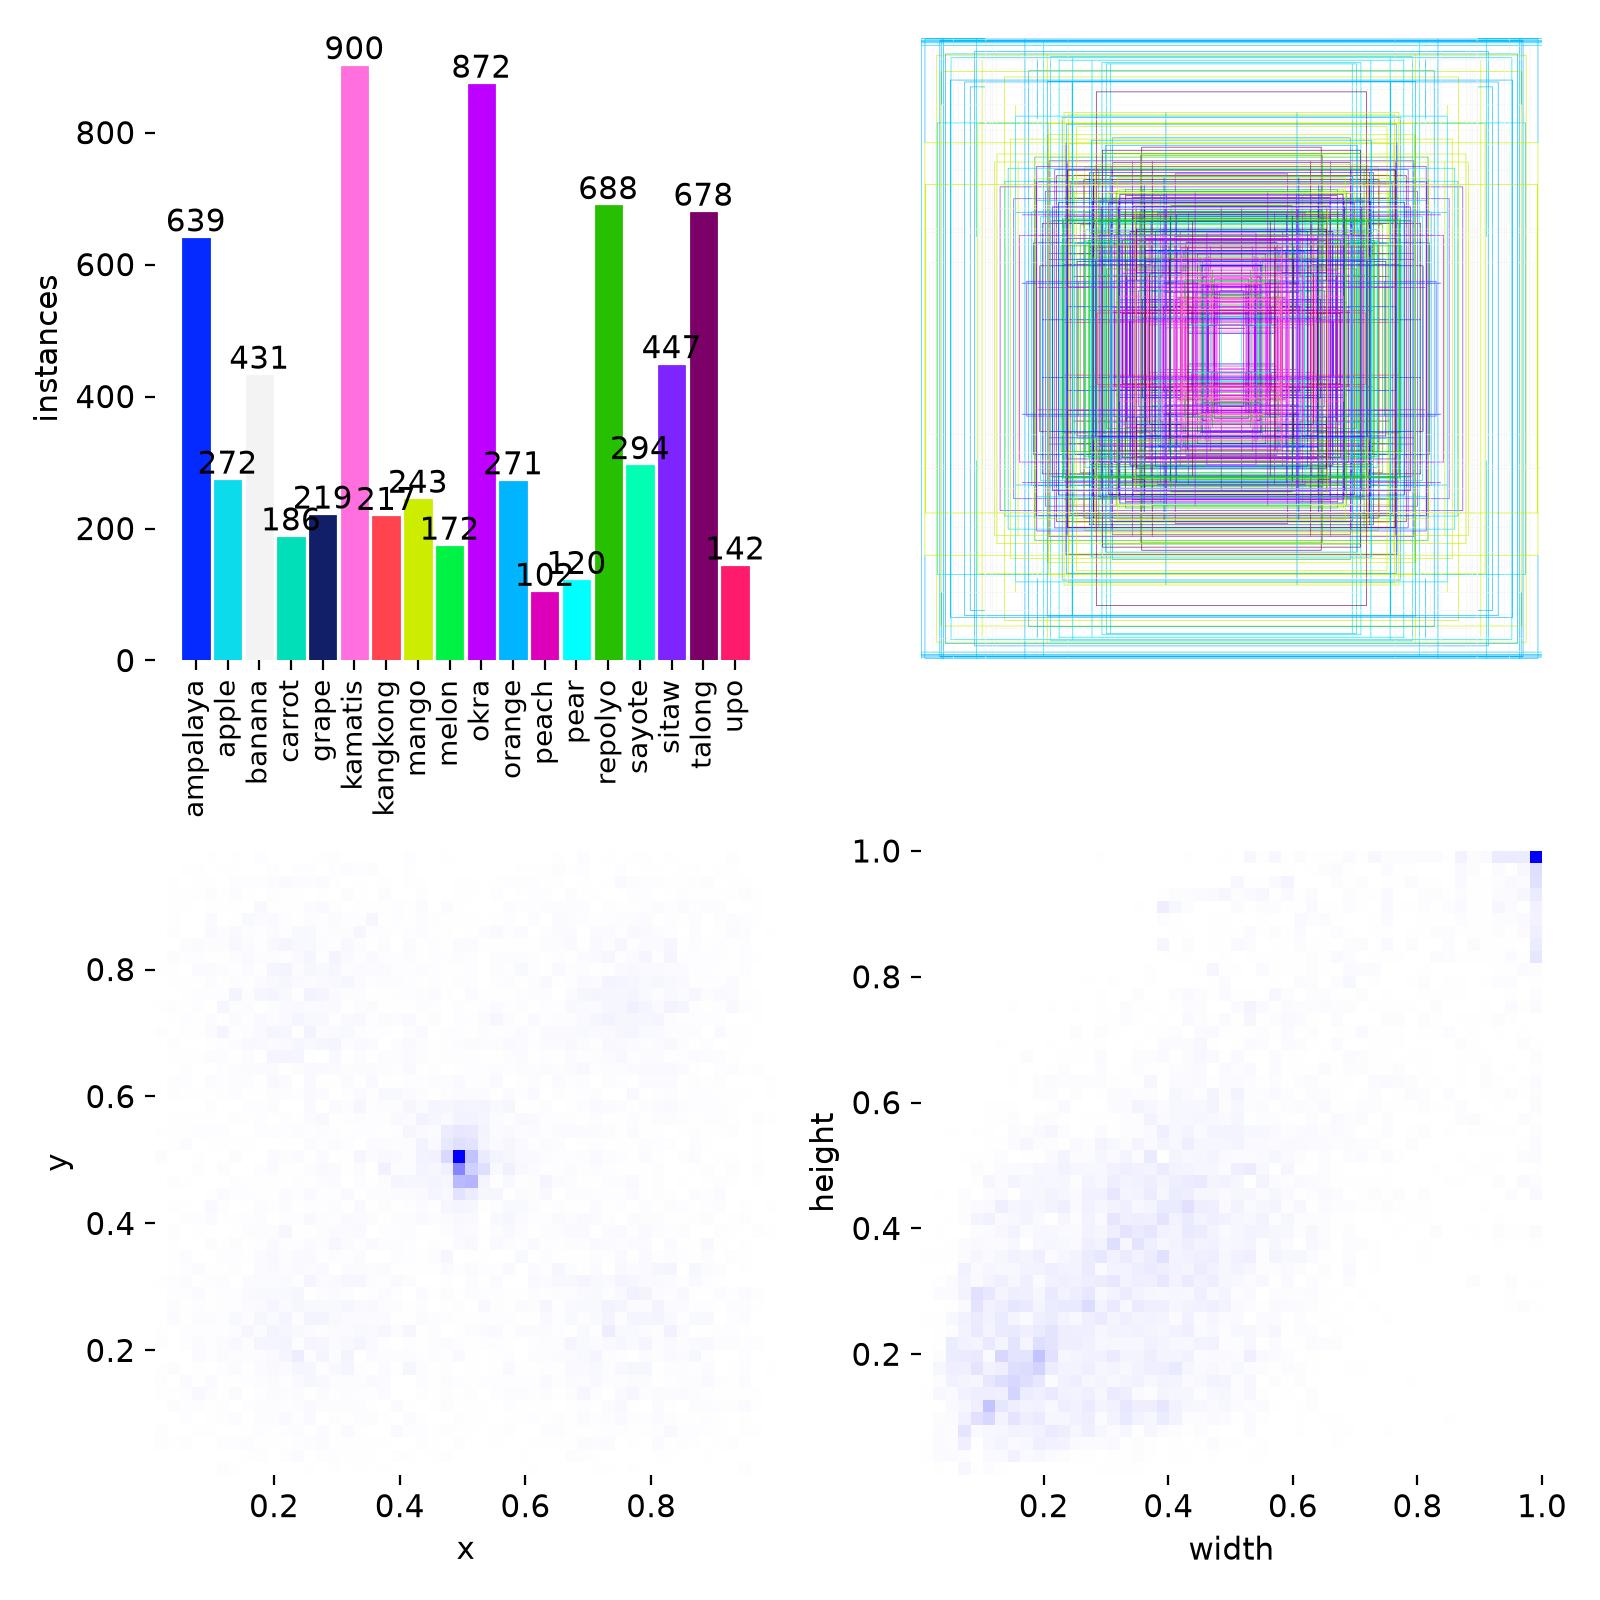 900
872
800
688
678
639
600
instances
447
431
400
294
272
271
243
219
217
186
172
200
142
120
102
0
ampalaya
apple
banana
carrot
grape
kamatis
kangkong
mango
melon
okra
orange
peach
pear
repolyo
sayote
sitaw
talong
upo
0.8
0.6
y
0.4
0.2
0.2 0.4 0.6 0.8
x
1.0
0.8
0.6
height
0.4
0.2
0.2 0.4 0.6 0.8 1.0
width